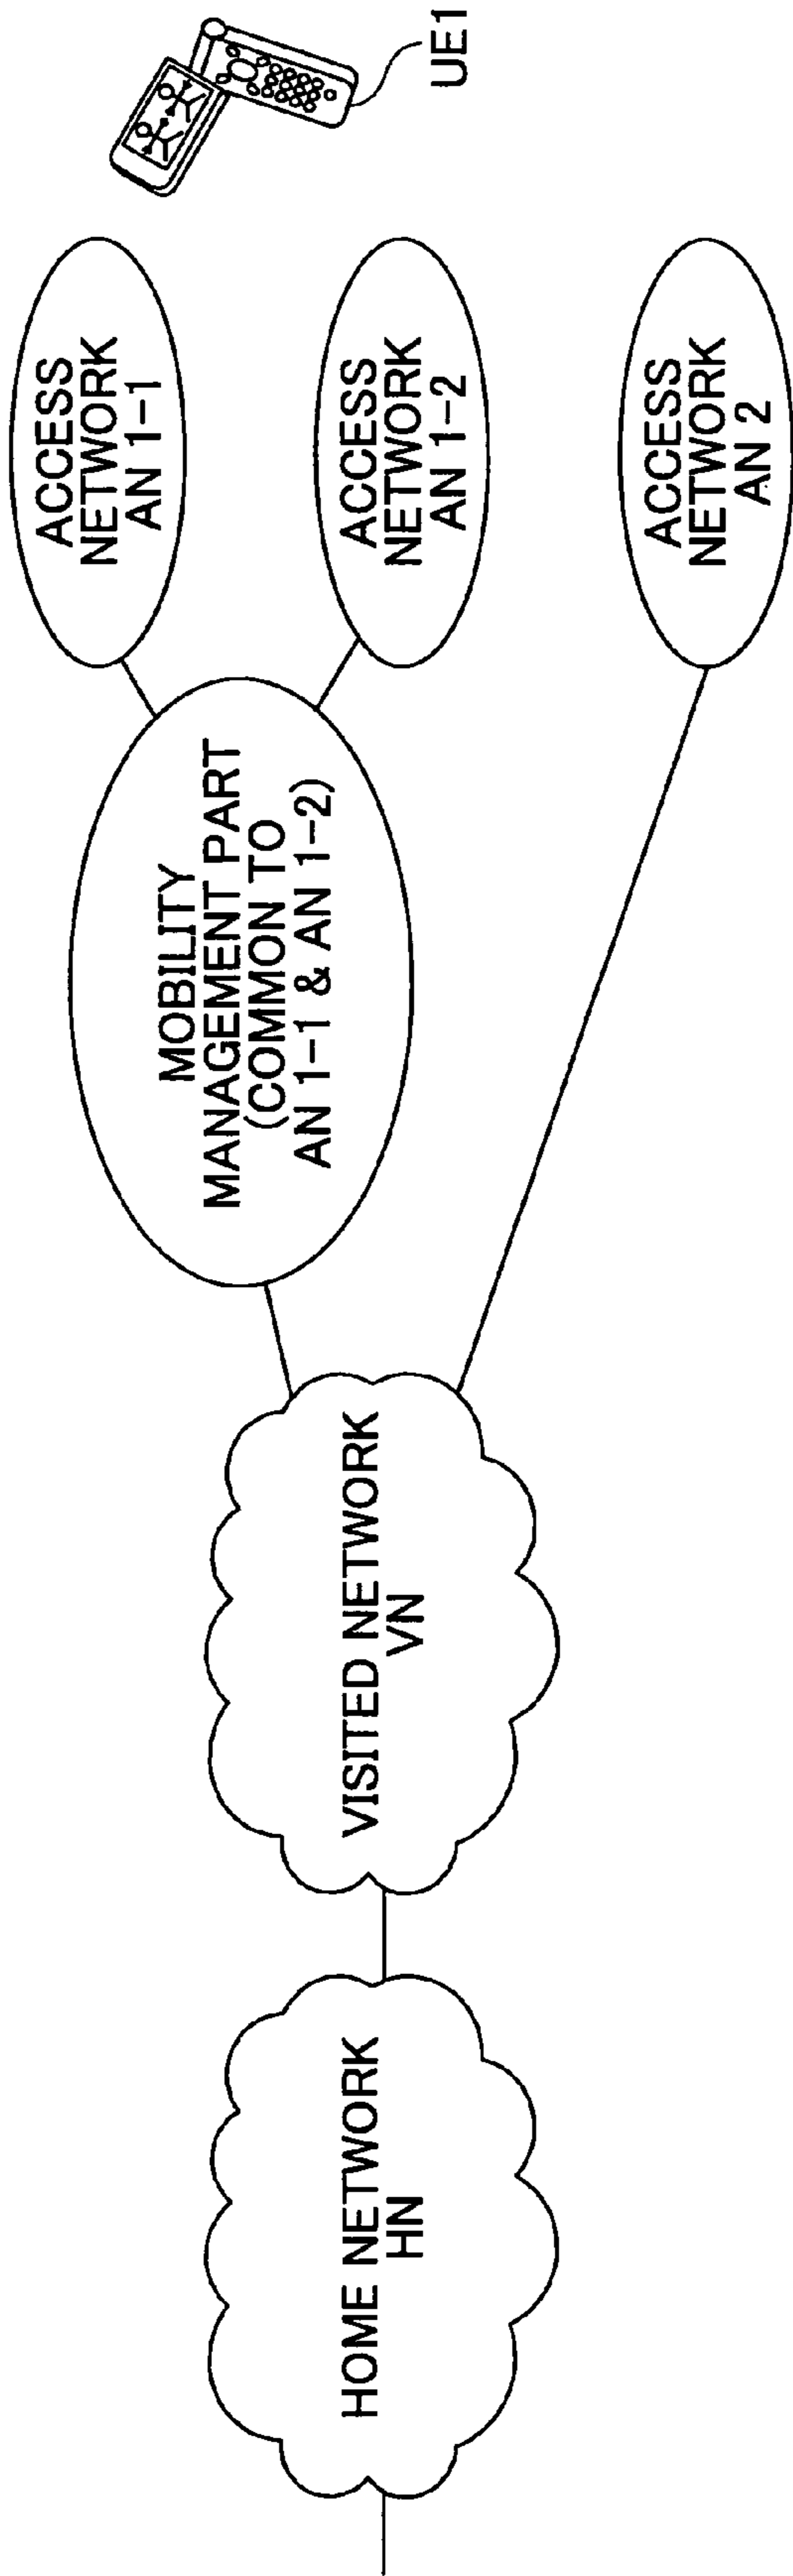 HOME NETWORK
HN
VISITED NETWORK
VN
MOBILITY
MANAGEMENT PART
(COMMON TO
AN 1-1 & AN 1-2)
ACCESS
NETWORK
AN 1-1
ACCESS
NETWORK
AN 1-2
ACCESS
NETWORK
AN 2
UE1